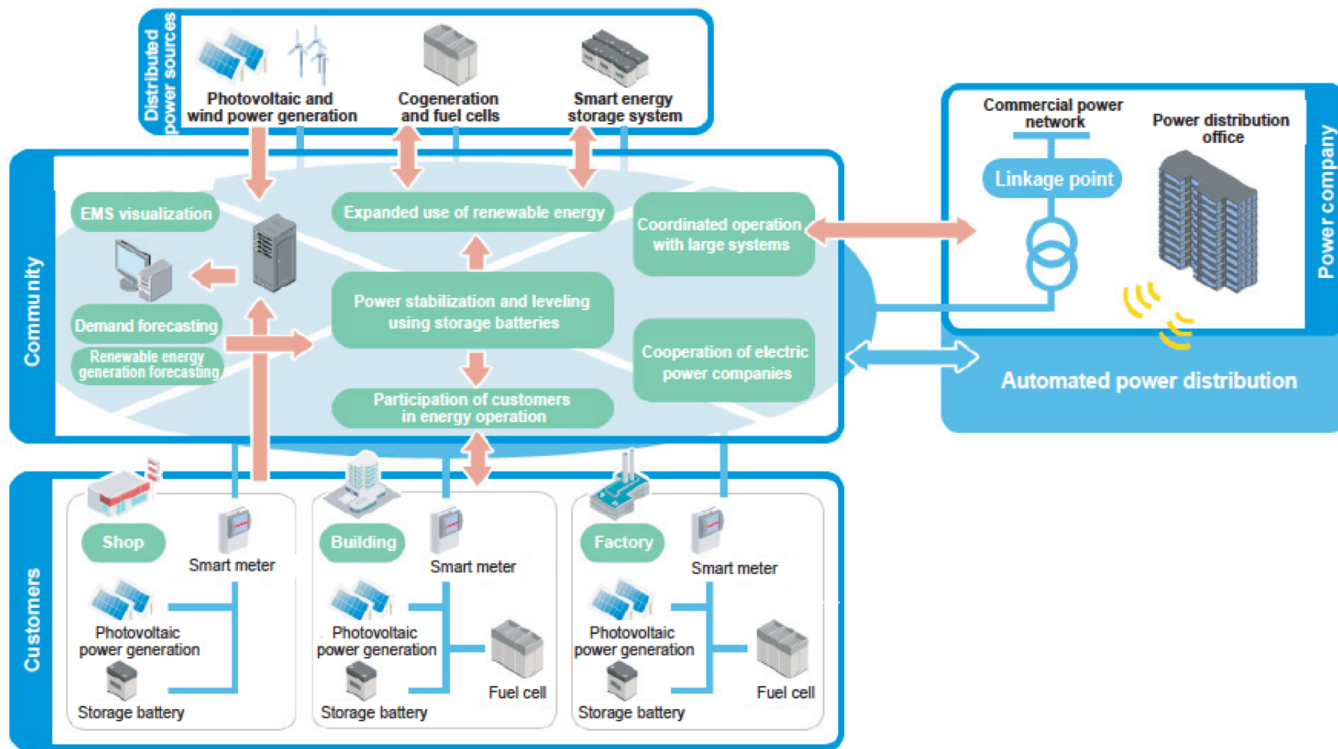 Distributed
power sources
Photovoltaic and
wind power generation
Cogeneration
and fuel cells
Smart energy
storage system
Community
EMS visualization
Demand forecasting
Renewable energy
generation forecasting
Expanded use of renewable energy
Power stabilization and leveling
using storage batteries
Participation of customers
in energy operation
Coordinated operation
with large systems
Cooperation of electric
power companies
Power company
Commercial power
network
Linkage point
Power distribution
office
Automated power distribution
Customers
Shop
Smart meter
Photovoltaic
power generation
Storage battery
Building
Smart meter
Photovoltaic
power generation
Storage battery
Fuel cell
Factory
Smart meter
Photovoltaic
power generation
Storage battery
Fuel cell